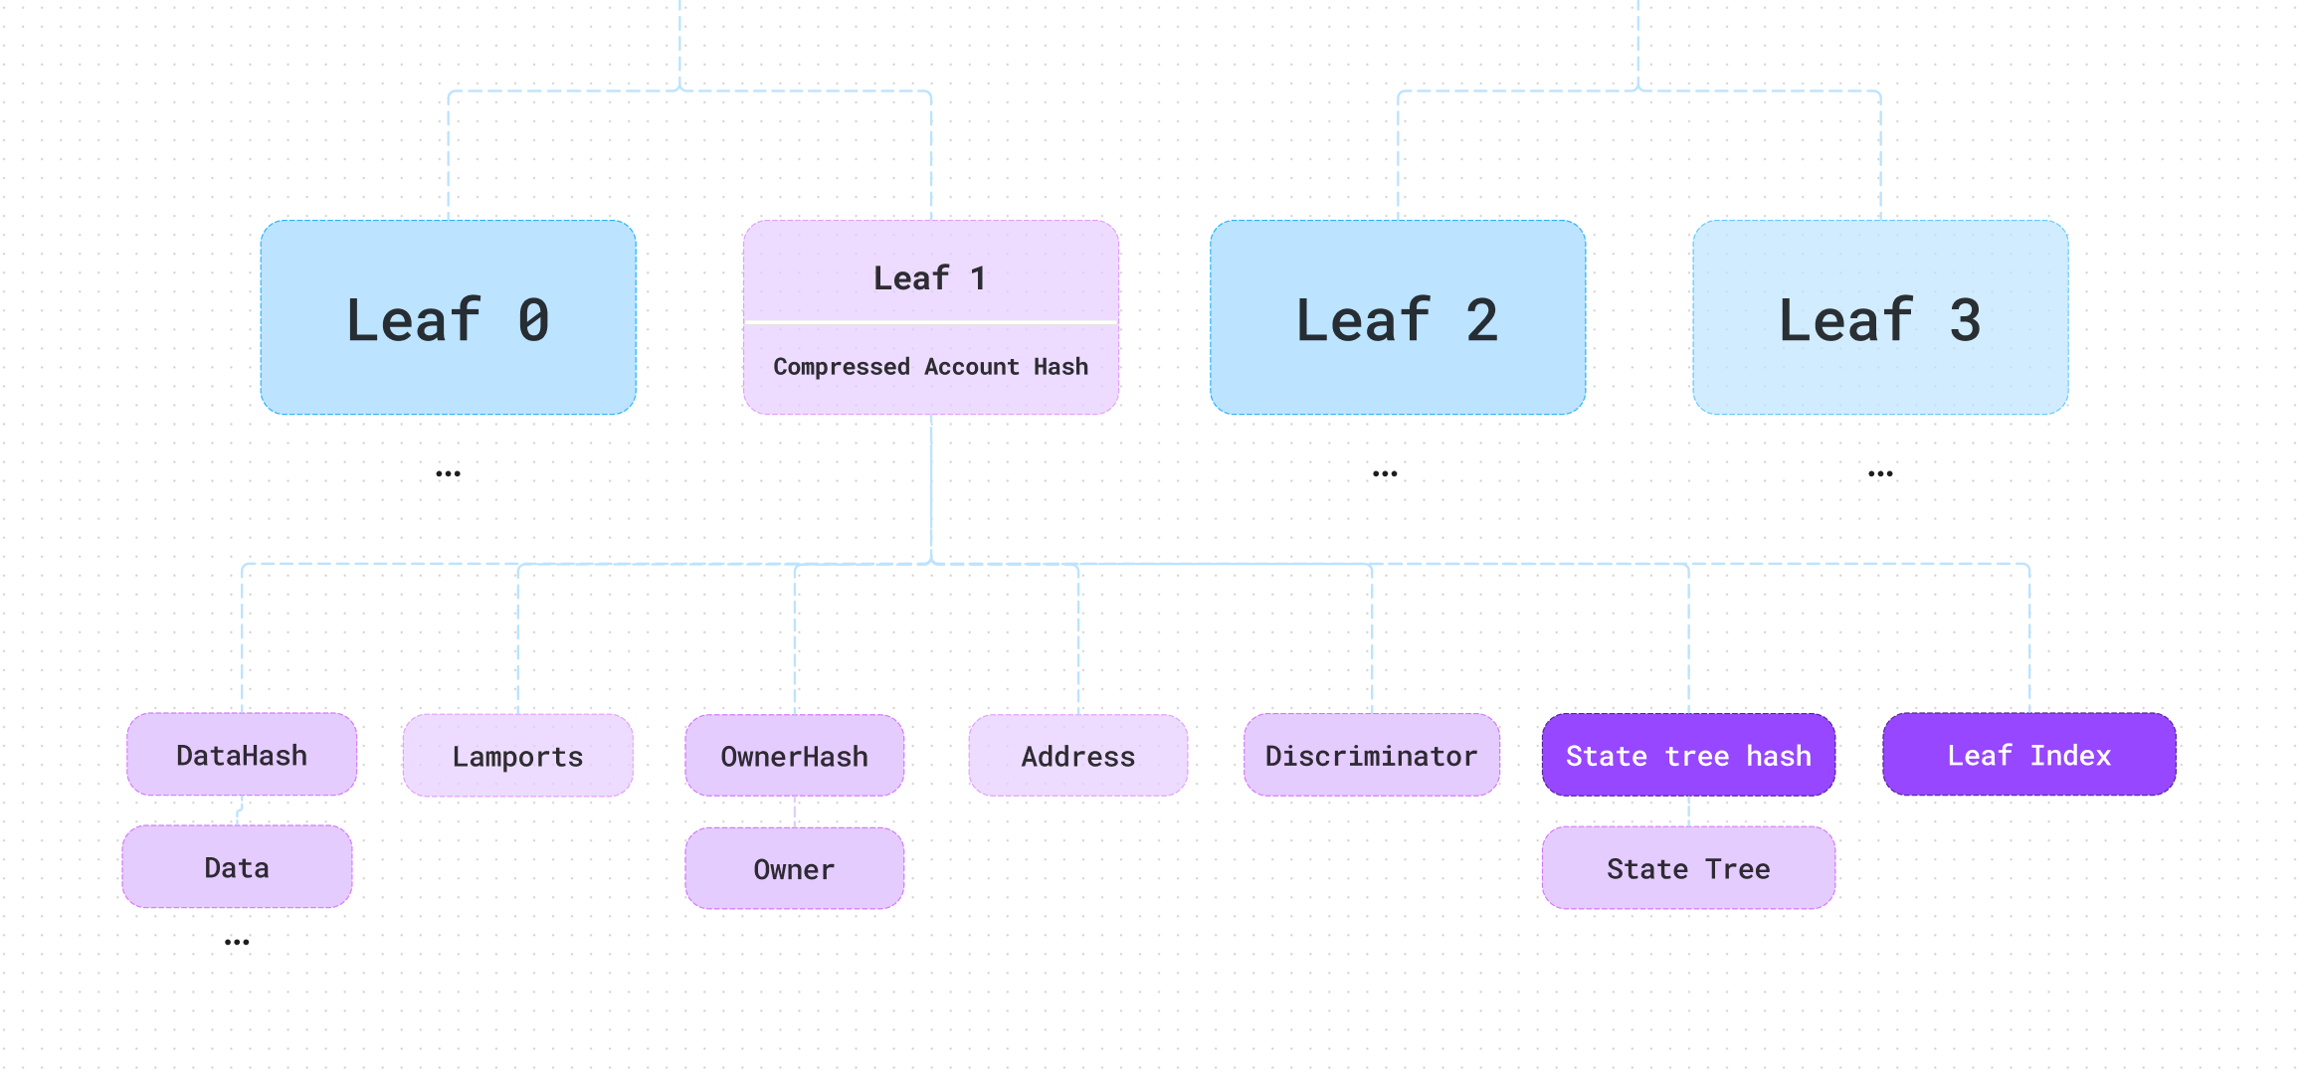 Leaf 0
Leaf 1
Compressed Account Hash
Leaf 2
Leaf 3
...
...
...
DataHash
Lamports
OwnerHash
Address
Discriminator
State tree hash
Leaf Index
Data
Owner
State Tree
...